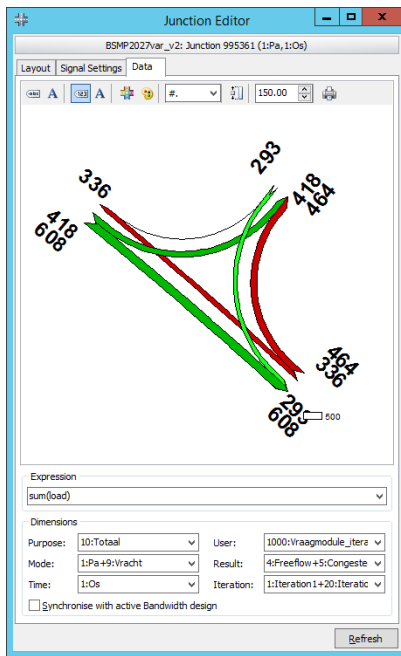 Junction Editor
BSMP2027var_v2: Junction 995361 (1:Pa,1:Os)
Layout Signal Settings Data
abc A 123 A #. 150.00
293
336
418
464
418
608
464
336
293
608
500
Expression
sum(load)
Dimensions
Purpose: 10:Totaal User: 1000:Vraagmodule_itera
Mode: 1:Pa+9:Vracht Result: 4:Freeflow+5:Congeste
Time: 1:Os Iteration: 1:Iteration1+20:Iteratic
Synchronise with active Bandwidth design
Refresh